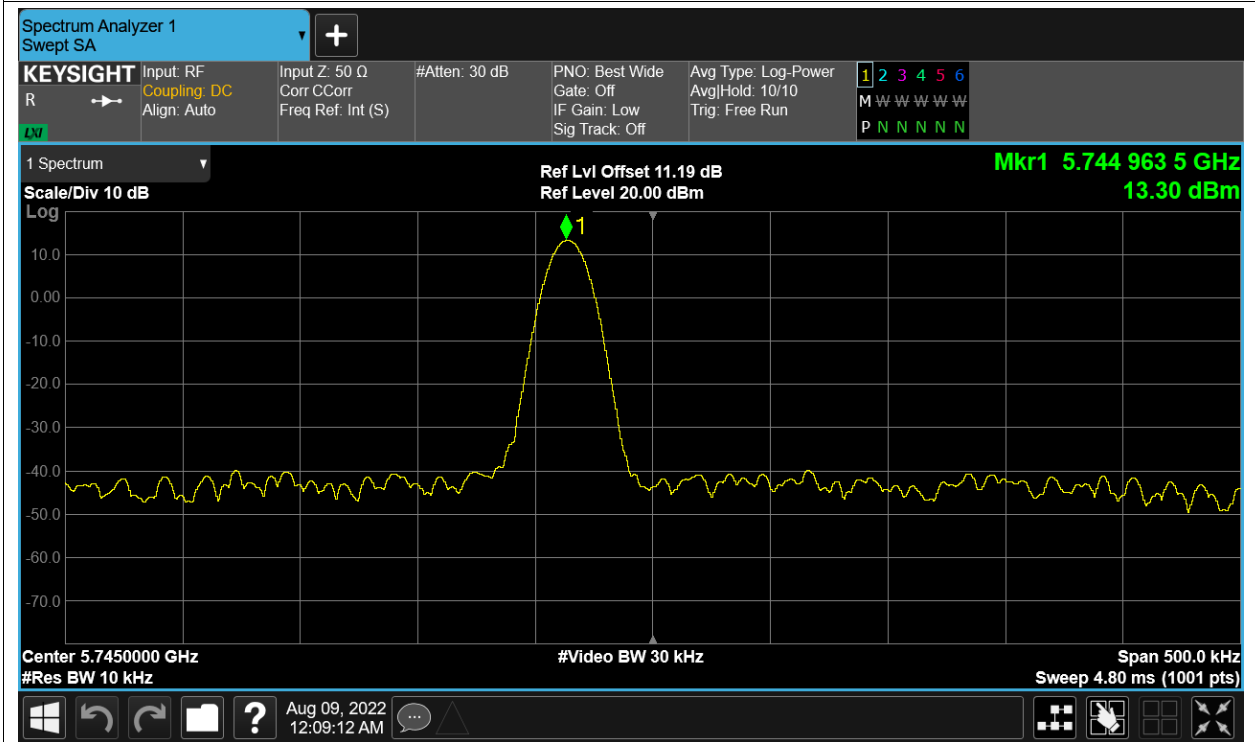 Spectrum Analyzer 1
Swept SA
+
KEYSIGHT
R
LXI
Input: RF
Coupling: DC
Align: Auto
Input Z: 50 Ω
Corr CCorr
Freq Ref: Int (S)
#Atten: 30 dB
PNO: Best Wide
Gate: Off
IF Gain: Low
Sig Track: Off
Avg Type: Log-Power
Avg|Hold: 10/10
Trig: Free Run
1 2 3 4 5 6
M W W W W W
P N N N N N
1 Spectrum
Scale/Div 10 dB
Ref Lvl Offset 11.19 dB
Ref Level 20.00 dBm
Mkr1 5.744 963 5 GHz
13.30 dBm
Log
1
10.0
0.00
-10.0
-20.0
-30.0
-40.0
-50.0
-60.0
-70.0
Center 5.7450000 GHz
#Res BW 10 kHz
#Video BW 30 kHz
Span 500.0 kHz
Sweep 4.80 ms (1001 pts)
?
Aug 09, 2022
12:09:12 AM